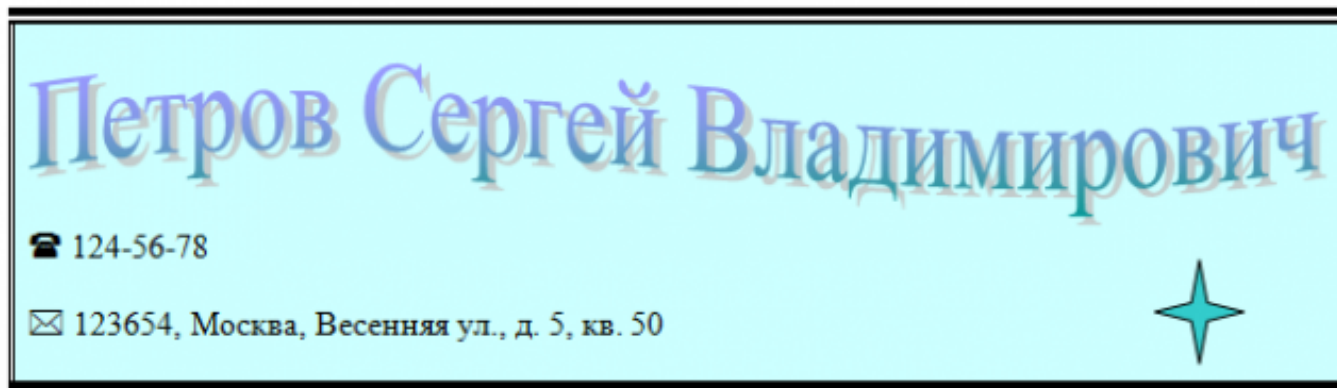 Петров Сергей Владимирович
☎ 124-56-78
✉ 123654, Москва, Весенняя ул., д. 5, кв. 50